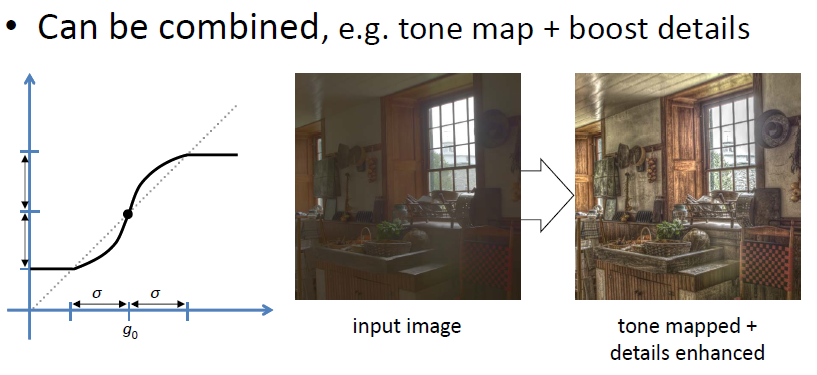 • Can be combined, e.g. tone map + boost details
σ σ
g₀
input image
tone mapped +
details enhanced